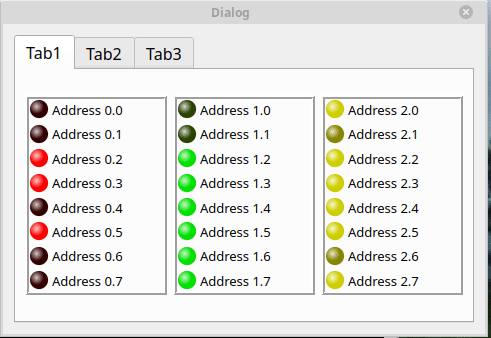 Dialog
Tab1 Tab2 Tab3
Address 0.0
Address 0.1
Address 0.2
Address 0.3
Address 0.4
Address 0.5
Address 0.6
Address 0.7
Address 1.0
Address 1.1
Address 1.2
Address 1.3
Address 1.4
Address 1.5
Address 1.6
Address 1.7
Address 2.0
Address 2.1
Address 2.2
Address 2.3
Address 2.4
Address 2.5
Address 2.6
Address 2.7